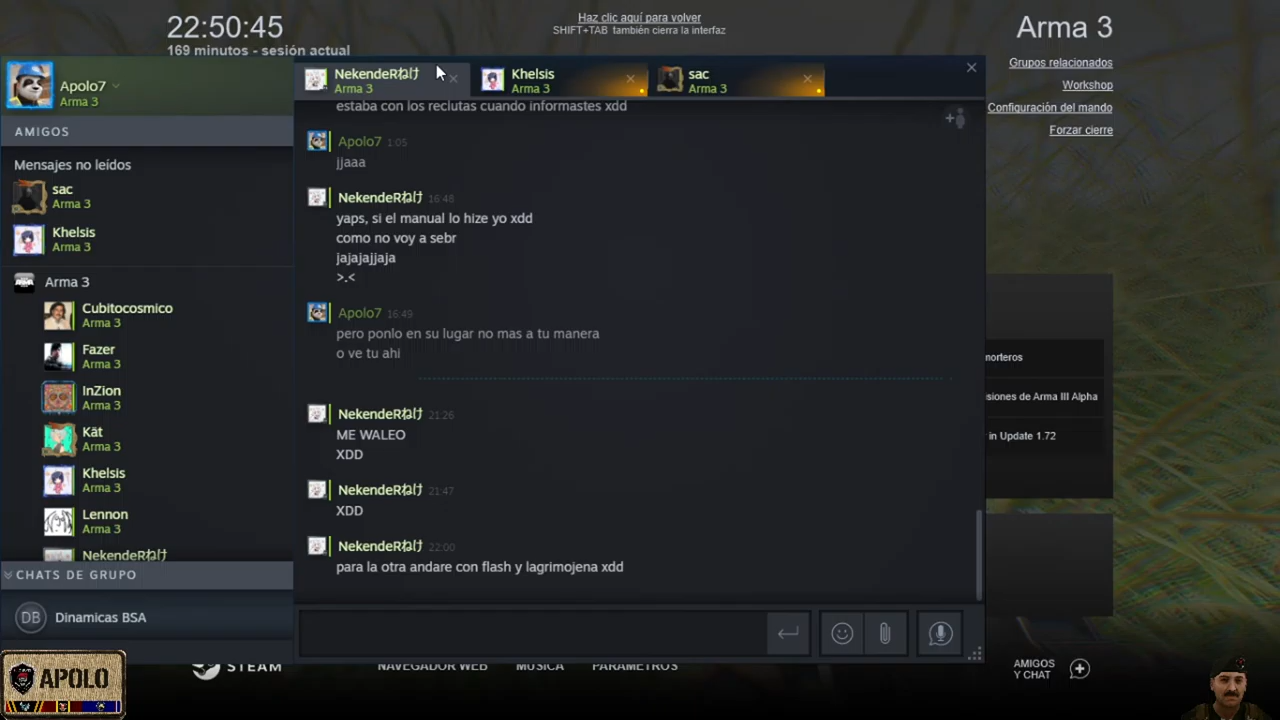 22:50:45
169 minutos - sesión actual
Haz clic aquí para volver
SHIFT+TAB también cierra la interfaz
Arma 3
Grupos relacionados
Workshop
Configuración del mando
Forzar cierre
Apolo7
Arma 3
AMIGOS
Mensajes no leídos
sac
Arma 3
Khelsis
Arma 3
Arma 3
Cubitocosmico
Arma 3
Fazer
Arma 3
InZion
Arma 3
Kät
Arma 3
Khelsis
Arma 3
Lennon
Arma 3
NekendeRねけ
CHATS DE GRUPO
DB Dinamicas BSA
NekendeRねけ
Arma 3
Khelsis
Arma 3
sac
Arma 3
estaba con los reclutas cuando informastes xdd
Apolo7 1:05
jjaaa
NekendeRねけ 16:48
yaps, si el manual lo hize yo xdd
como no voy a sebr
jajajajjaja
>.<
Apolo7 16:49
pero ponlo en su lugar no mas a tu manera
o ve tu ahi
NekendeRねけ 21:26
ME WALEO
XDD
NekendeRねけ 21:47
XDD
NekendeRねけ 22:00
para la otra andare con flash y lagrimojena xdd
morteros
siones de Arma III Alpha
in Update 1.72
STEAM
NAVEGADOR WEB
MÚSICA
PARÁMETROS
AMIGOS
Y CHAT
APOLO